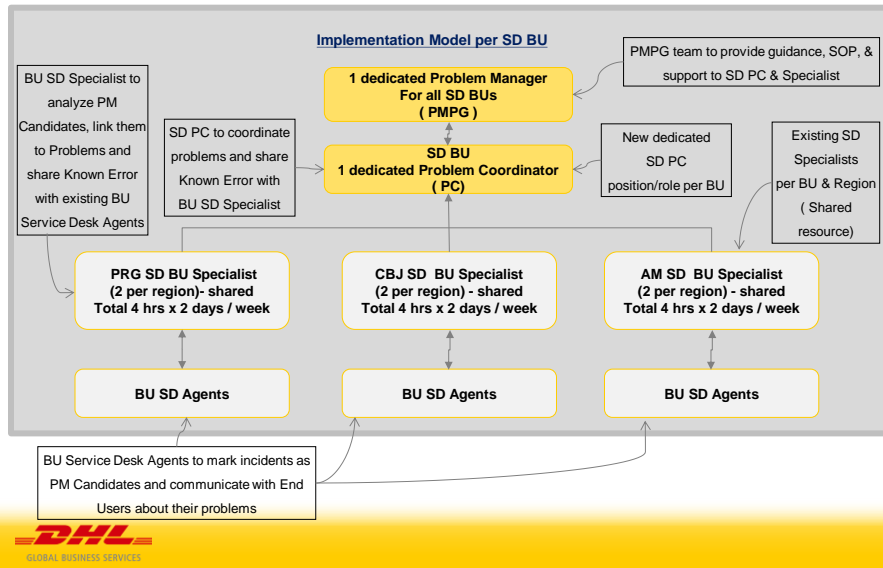 Implementation Model per SD BU
BU SD Specialist to
analyze PM
Candidates, link them
to Problems and
share Known Error
with existing BU
Service Desk Agents
1 dedicated Problem Manager
For all SD BUs
( PMPG )
PMPG team to provide guidance, SOP, &
support to SD PC & Specialist
SD PC to coordinate
problems and share
Known Error with
BU SD Specialist
SD BU
1 dedicated Problem Coordinator
( PC)
New dedicated
SD PC
position/role per BU
Existing SD
Specialists
per BU & Region
( Shared
resource)
PRG SD BU Specialist
(2 per region)- shared
Total 4 hrs x 2 days / week
CBJ SD BU Specialist
(2 per region) - shared
Total 4 hrs x 2 days / week
AM SD BU Specialist
(2 per region) - shared
Total 4 hrs x 2 days / week
BU SD Agents
BU SD Agents
BU SD Agents
BU Service Desk Agents to mark incidents as
PM Candidates and communicate with End
Users about their problems
DHL
GLOBAL BUSINESS SERVICES